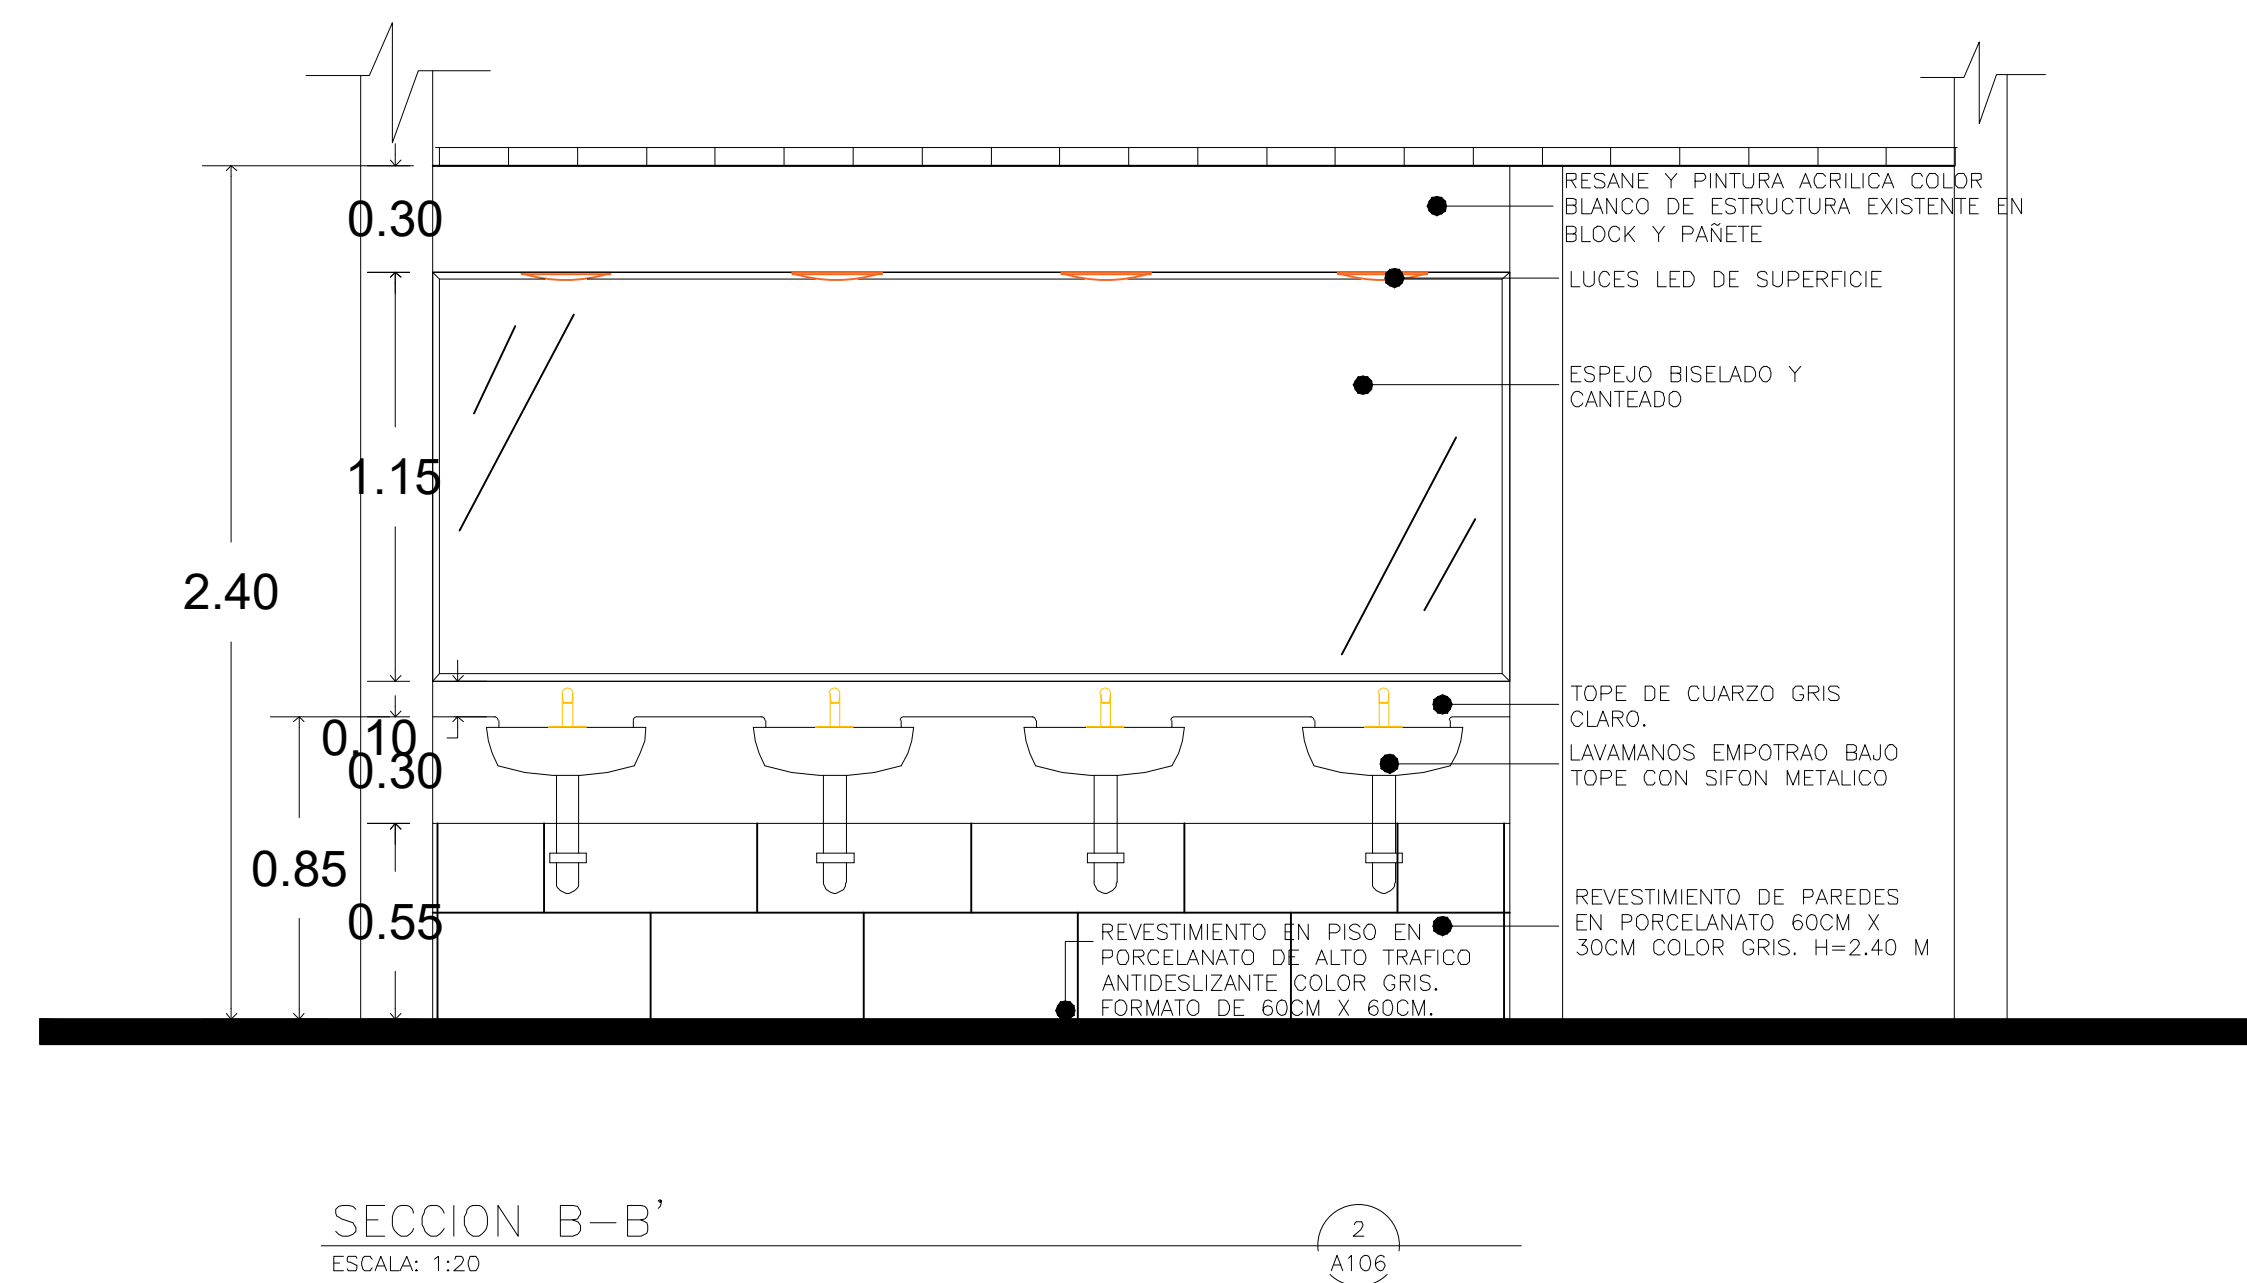 RESANE Y PINTURA ACRILICA COLOR
BLANCO DE ESTRUCTURA EXISTENTE EN
BLOCK Y PAÑETE
0.30
LUCES LED DE SUPERFICIE
ESPEJO BISELADO Y
CANTEADO
1.15
2.40
TOPE DE CUARZO GRIS
CLARO.
0.10
0.30
LAVAMANOS EMPOTRAO BAJO
TOPE CON SIFON METALICO
0.85
0.55
REVESTIMIENTO DE PAREDES
EN PORCELANATO 60CM X
30CM COLOR GRIS. H=2.40 M
REVESTIMIENTO EN PISO EN
PORCELANATO DE ALTO TRAFICO
ANTIDESLIZANTE COLOR GRIS.
FORMATO DE 60CM X 60CM.
SECCION B-B'
ESCALA: 1:20
2
A106